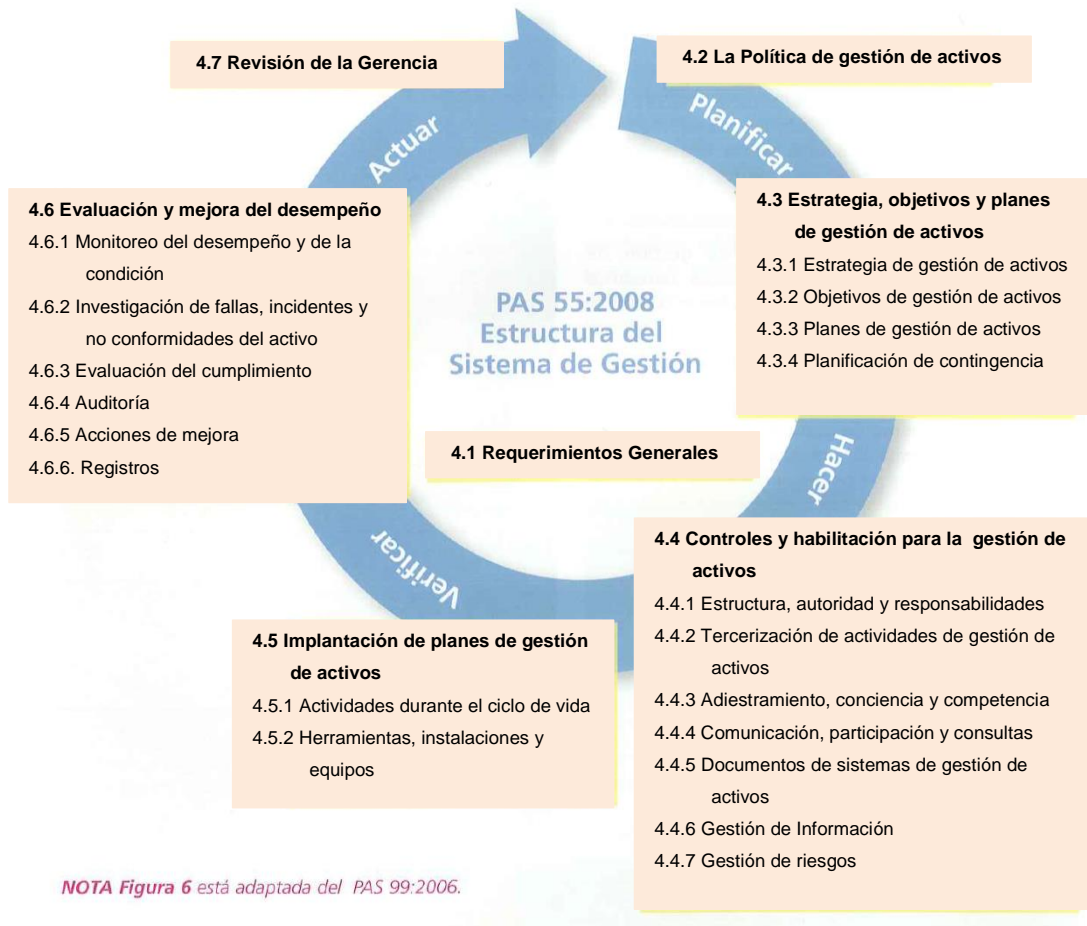 4.7 Revisión de la Gerencia
4.2 La Política de gestión de activos
Actuar
Planificar
4.6 Evaluación y mejora del desempeño
4.6.1 Monitoreo del desempeño y de la
condición
4.6.2 Investigación de fallas, incidentes y
no conformidades del activo
4.6.3 Evaluación del cumplimiento
4.6.4 Auditoría
4.6.5 Acciones de mejora
4.6.6. Registros
4.3 Estrategia, objetivos y planes
de gestión de activos
4.3.1 Estrategia de gestión de activos
4.3.2 Objetivos de gestión de activos
4.3.3 Planes de gestión de activos
4.3.4 Planificación de contingencia
PAS 55:2008
Estructura del
Sistema de Gestión
4.1 Requerimientos Generales
Hacer
Verificar
4.4 Controles y habilitación para la gestión de
activos
4.4.1 Estructura, autoridad y responsabilidades
4.4.2 Tercerización de actividades de gestión de
activos
4.4.3 Adiestramiento, conciencia y competencia
4.4.4 Comunicación, participación y consultas
4.4.5 Documentos de sistemas de gestión de
activos
4.4.6 Gestión de Información
4.4.7 Gestión de riesgos
4.5 Implantación de planes de gestión
de activos
4.5.1 Actividades durante el ciclo de vida
4.5.2 Herramientas, instalaciones y
equipos
NOTA Figura 6 está adaptada del PAS 99:2006.